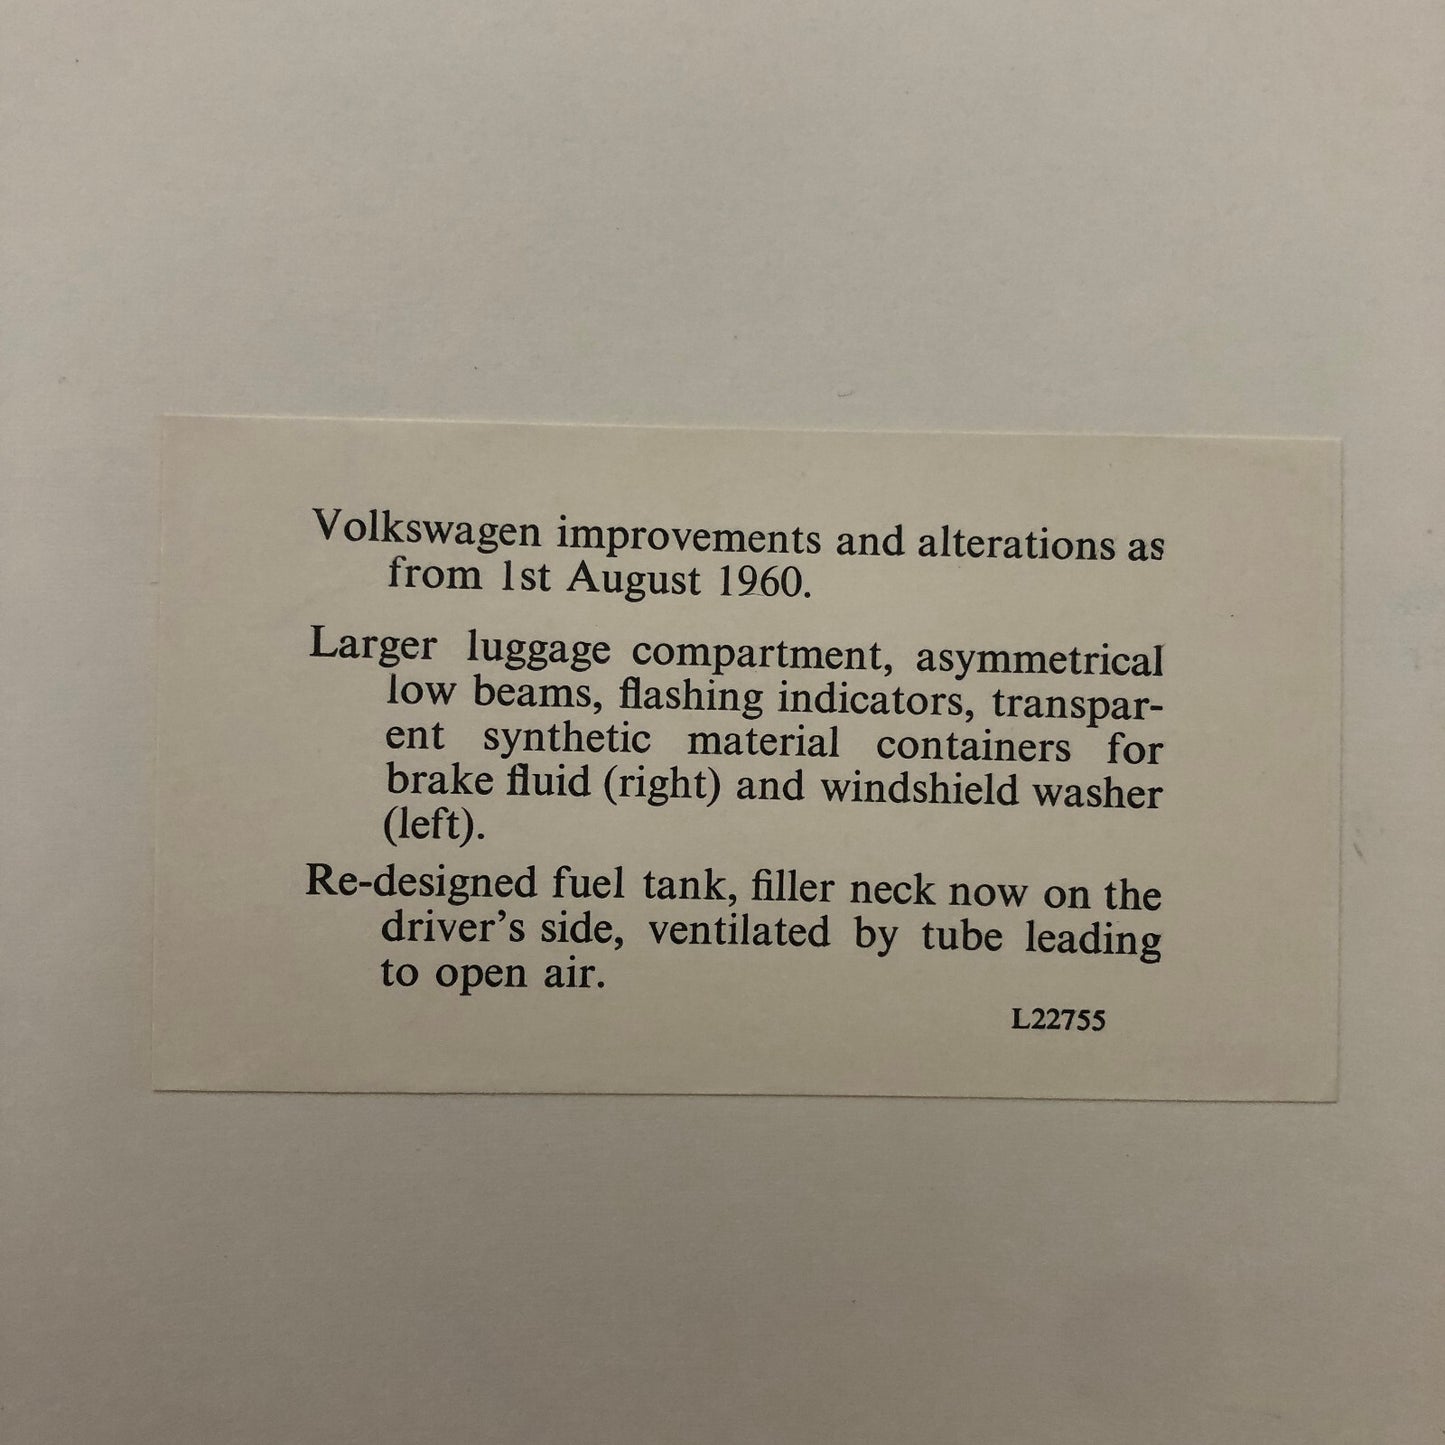 Volkswagen improvements and alterations as
from 1st August 1960.
Larger luggage compartment, asymmetrical
low beams, flashing indicators, transpar-
ent synthetic material containers for
brake fluid (right) and windshield washer
(left).
Re-designed fuel tank, filler neck now on the
driver’s side, ventilated by tube leading
to open air.
L22755